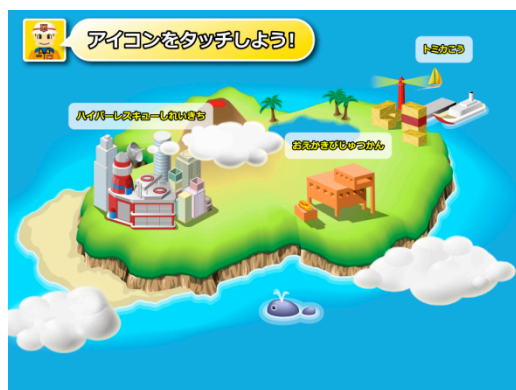 アイコンをタッチしよう!
トミカこう
ハイパーレスキューしれいきち
おえかきびじゅつかん